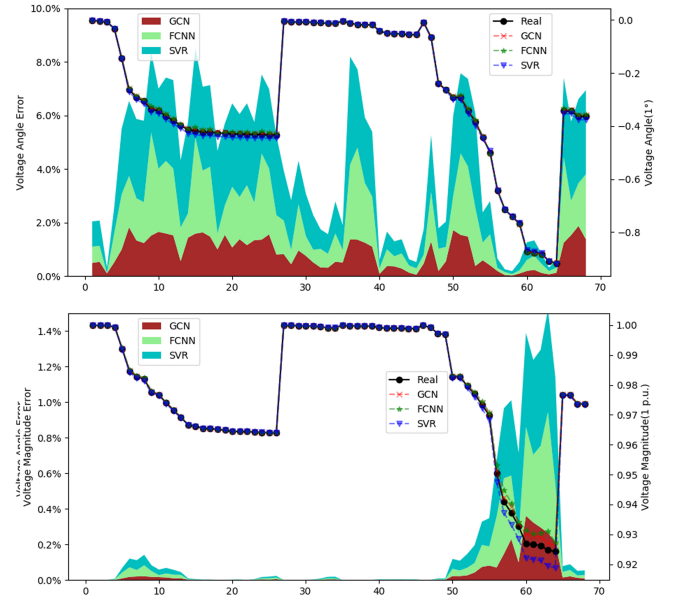 10.0%
8.0%
6.0%
4.0%
2.0%
0.0%
Voltage Angle Error
GCN
FCNN
SVR
Real
GCN
FCNN
SVR
0.0
−0.2
−0.4
−0.6
−0.8
Voltage Angle(1°)
0 10 20 30 40 50 60 70
1.4%
1.2%
1.0%
0.8%
0.6%
0.4%
0.2%
0.0%
Voltage Magnitude Error
GCN
FCNN
SVR
Real
GCN
FCNN
SVR
1.00
0.99
0.98
0.97
0.96
0.95
0.94
0.93
0.92
Voltage Magnitude(1 p.u.)
0 10 20 30 40 50 60 70